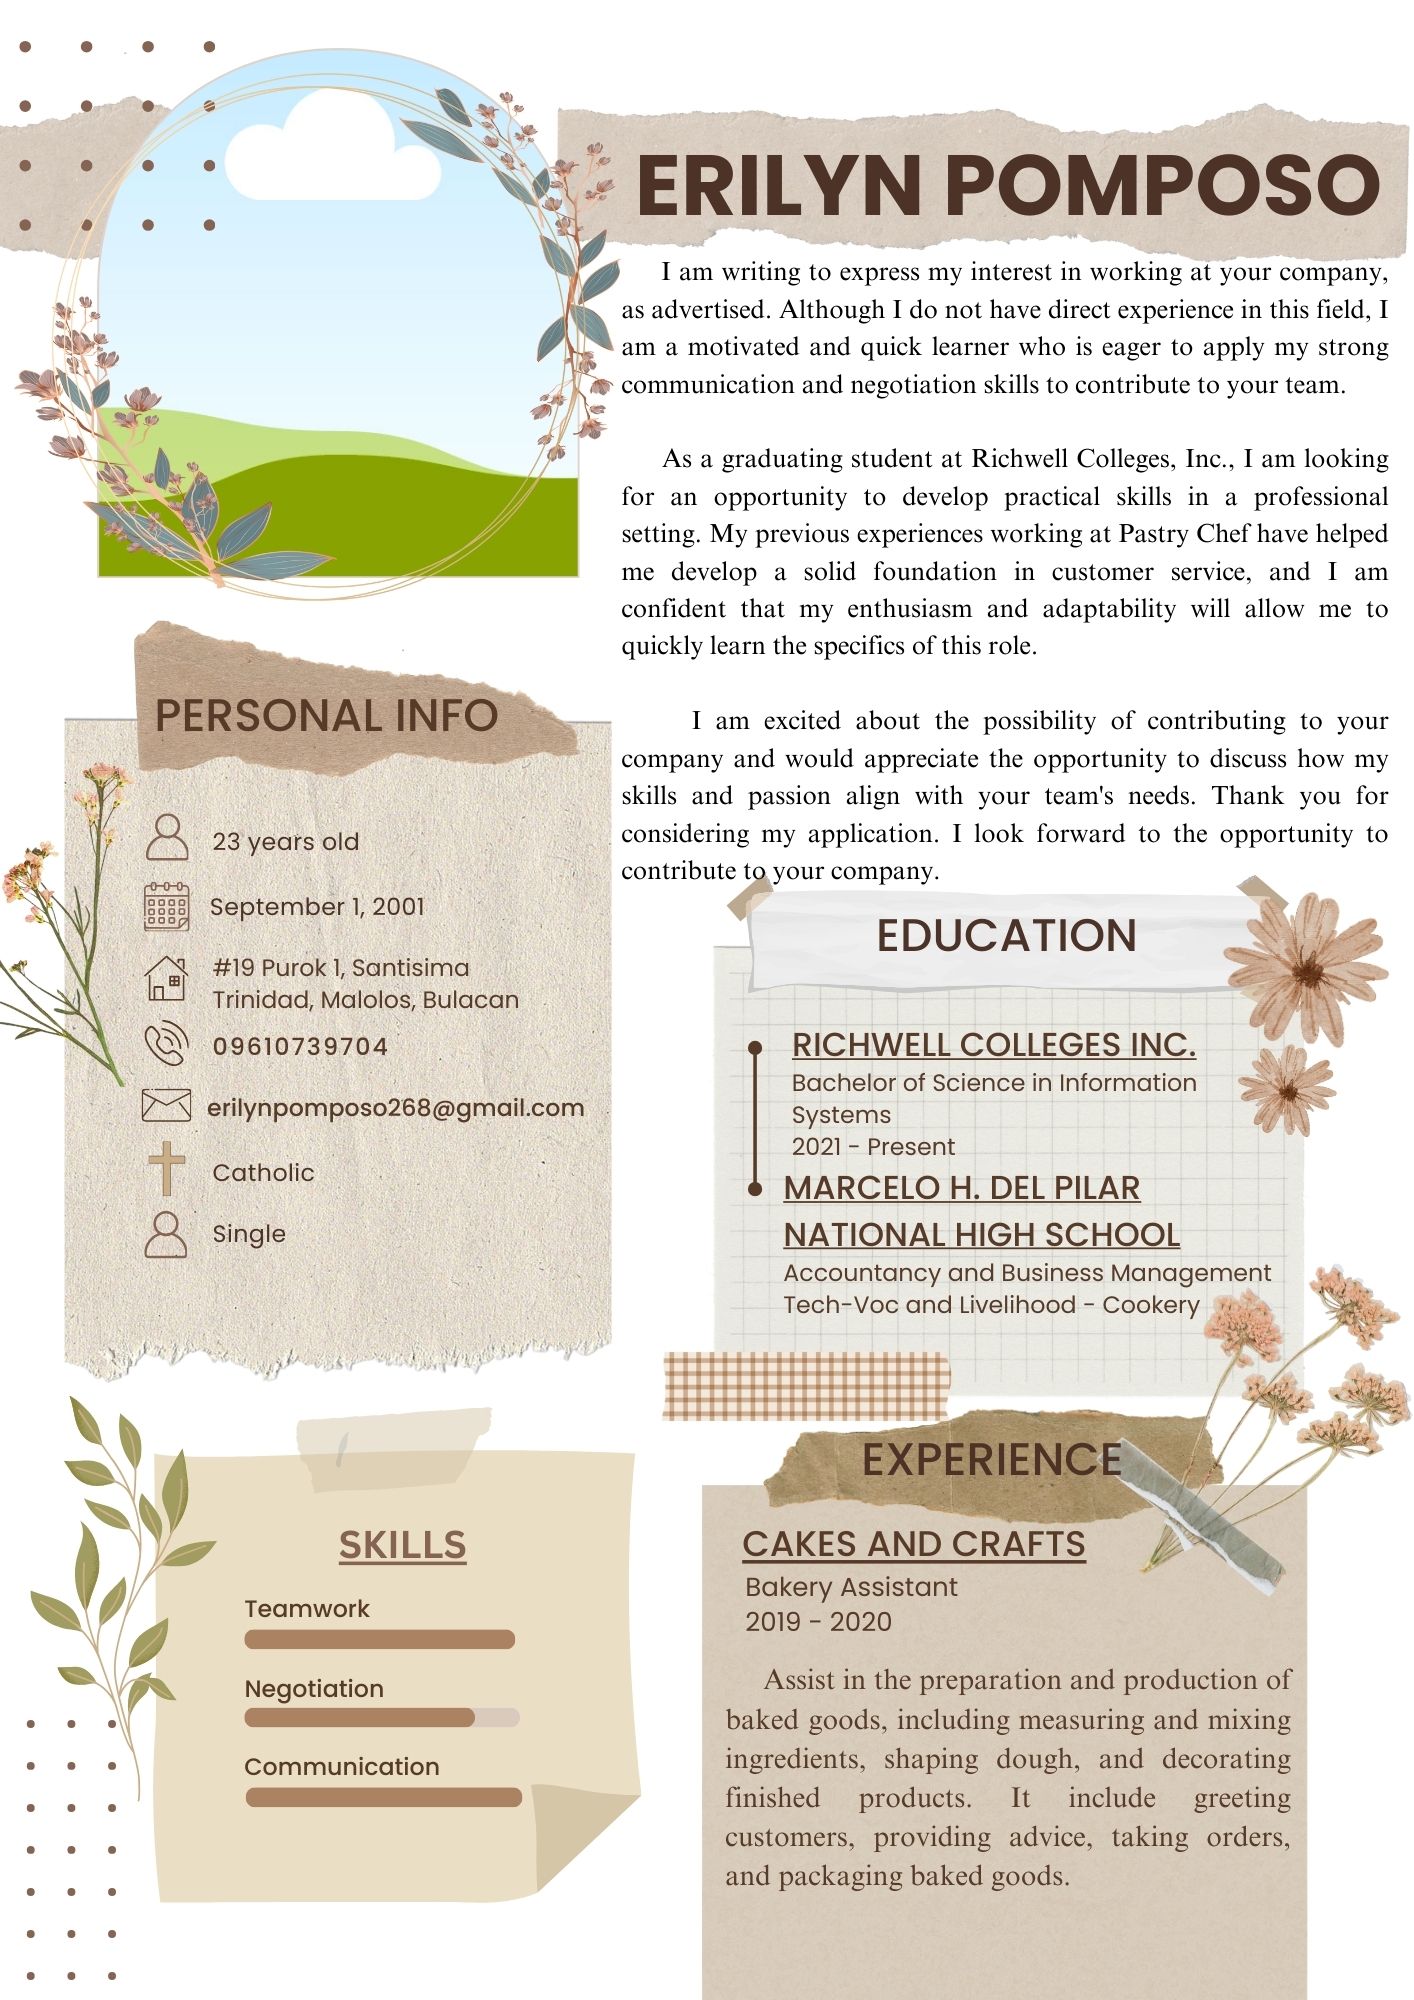 ERILYN POMPOSO
I am writing to express my interest in working at your company,
as advertised. Although I do not have direct experience in this field, I
am a motivated and quick learner who is eager to apply my strong
communication and negotiation skills to contribute to your team.
As a graduating student at Richwell Colleges, Inc., I am looking
for an opportunity to develop practical skills in a professional
setting. My previous experiences working at Pastry Chef have helped
me develop a solid foundation in customer service, and I am
confident that my enthusiasm and adaptability will allow me to
quickly learn the specifics of this role.
I am excited about the possibility of contributing to your
company and would appreciate the opportunity to discuss how my
skills and passion align with your team's needs. Thank you for
considering my application. I look forward to the opportunity to
contribute to your company.
PERSONAL INFO
23 years old
September 1, 2001
#19 Purok 1, Santisima
Trinidad, Malolos, Bulacan
09610739704
erilynpomposo268@gmail.com
Catholic
Single
EDUCATION
RICHWELL COLLEGES INC.
Bachelor of Science in Information
Systems
2021 - Present
MARCELO H. DEL PILAR
NATIONAL HIGH SCHOOL
Accountancy and Business Management
Tech-Voc and Livelihood - Cookery
SKILLS
Teamwork
Negotiation
Communication
EXPERIENCE
CAKES AND CRAFTS
Bakery Assistant
2019 - 2020
Assist in the preparation and production of
baked goods, including measuring and mixing
ingredients, shaping dough, and decorating
finished products. It include greeting
customers, providing advice, taking orders,
and packaging baked goods.